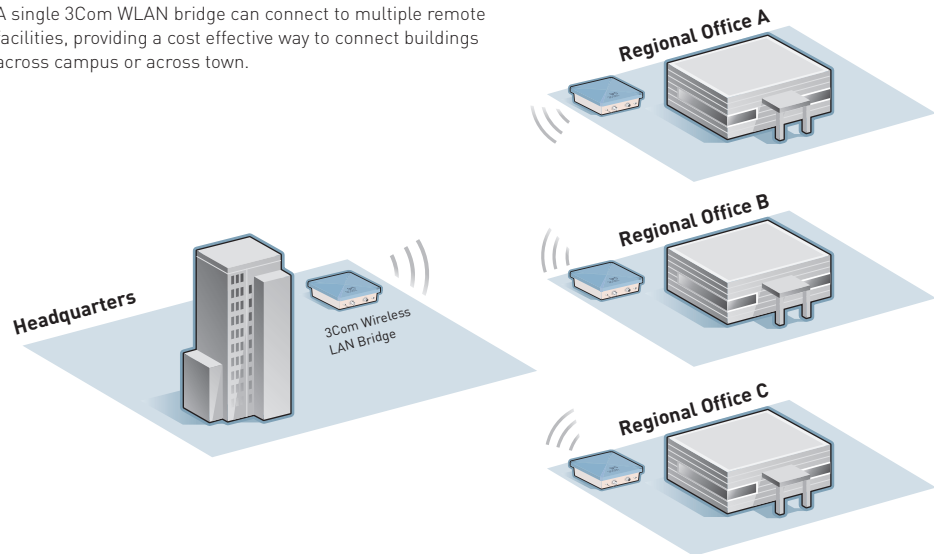 A single 3Com WLAN bridge can connect to multiple remote
facilities, providing a cost effective way to connect buildings
across campus or across town.
Regional Office A
Regional Office B
Headquarters
3Com Wireless
LAN Bridge
Regional Office C